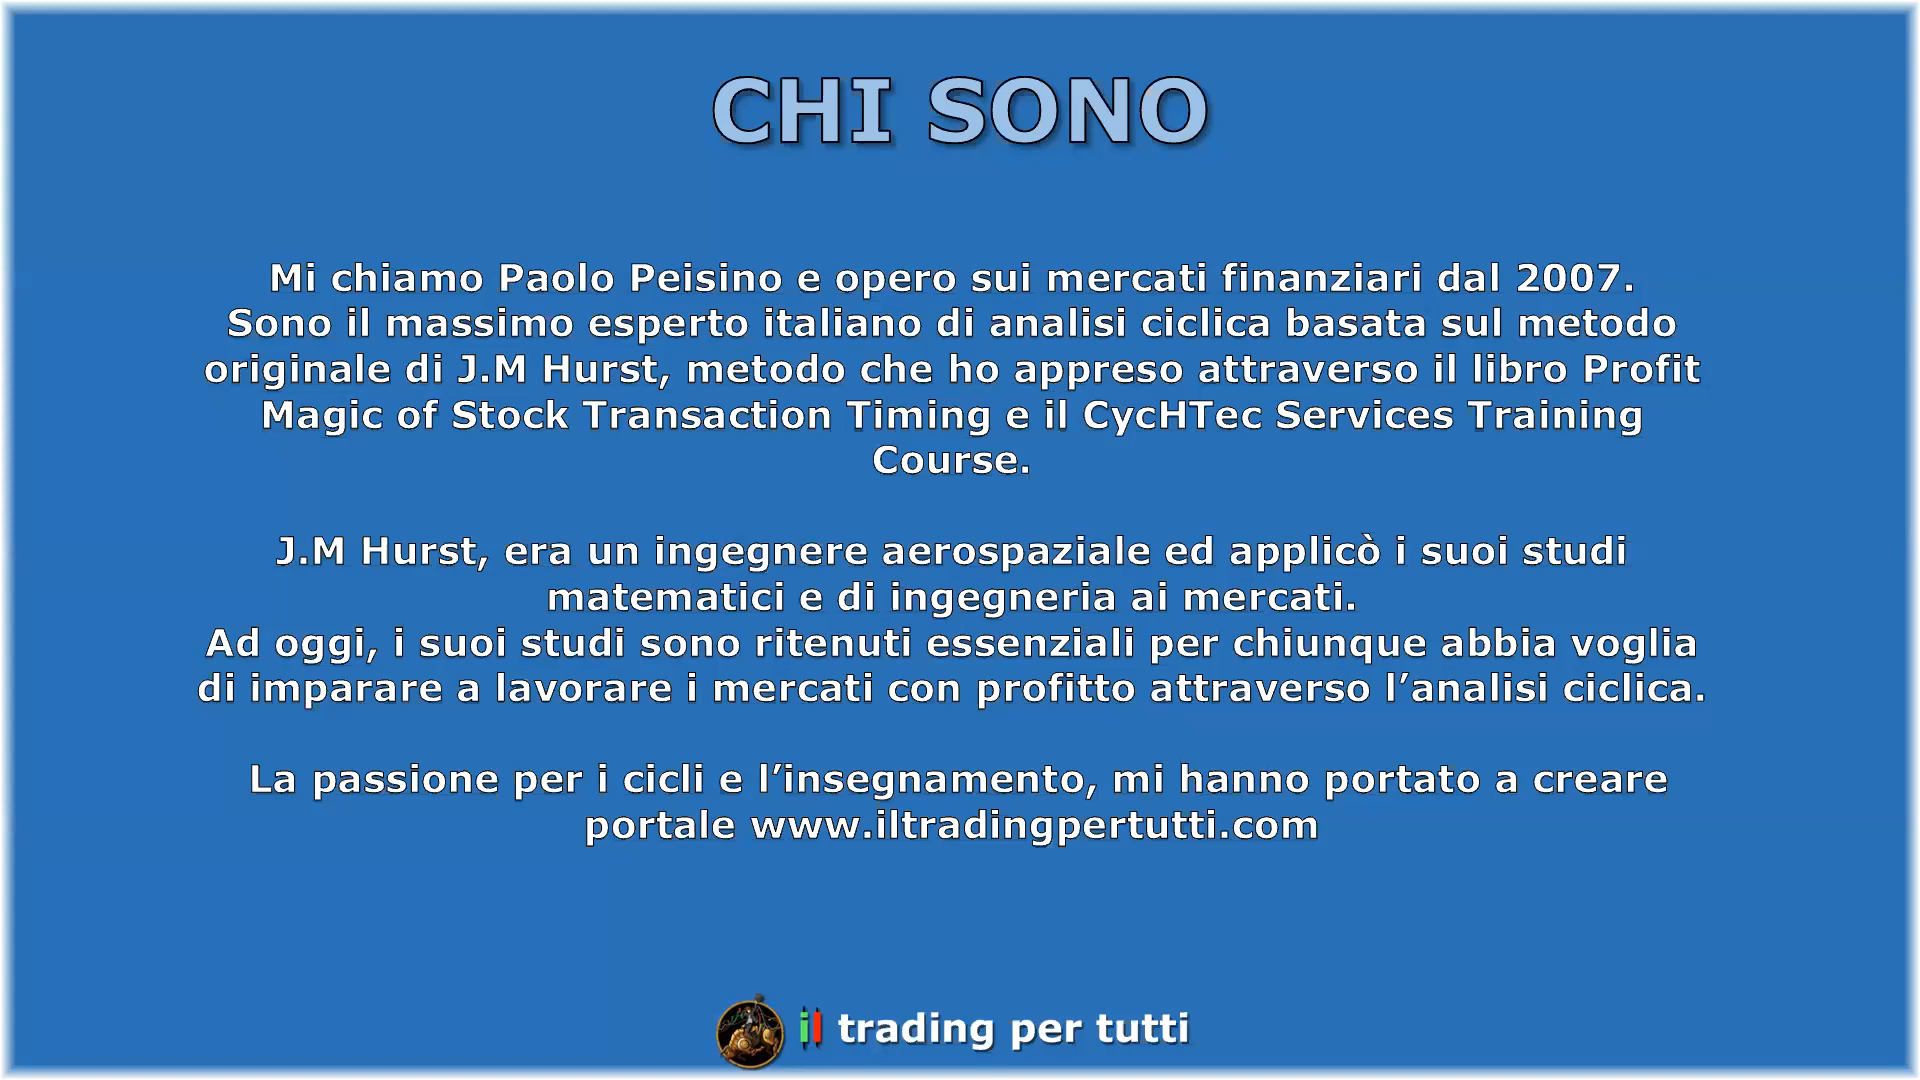 CHI SONO
Mi chiamo Paolo Peisino e opero sui mercati finanziari dal 2007.
Sono il massimo esperto italiano di analisi ciclica basata sul metodo
originale di J.M Hurst, metodo che ho appreso attraverso il libro Profit
Magic of Stock Transaction Timing e il CycHTec Services Training
Course.
J.M Hurst, era un ingegnere aerospaziale ed applicò i suoi studi
matematici e di ingegneria ai mercati.
Ad oggi, i suoi studi sono ritenuti essenziali per chiunque abbia voglia
di imparare a lavorare i mercati con profitto attraverso l’analisi ciclica.
La passione per i cicli e l’insegnamento, mi hanno portato a creare
portale www.iltradingpertutti.com
il trading per tutti